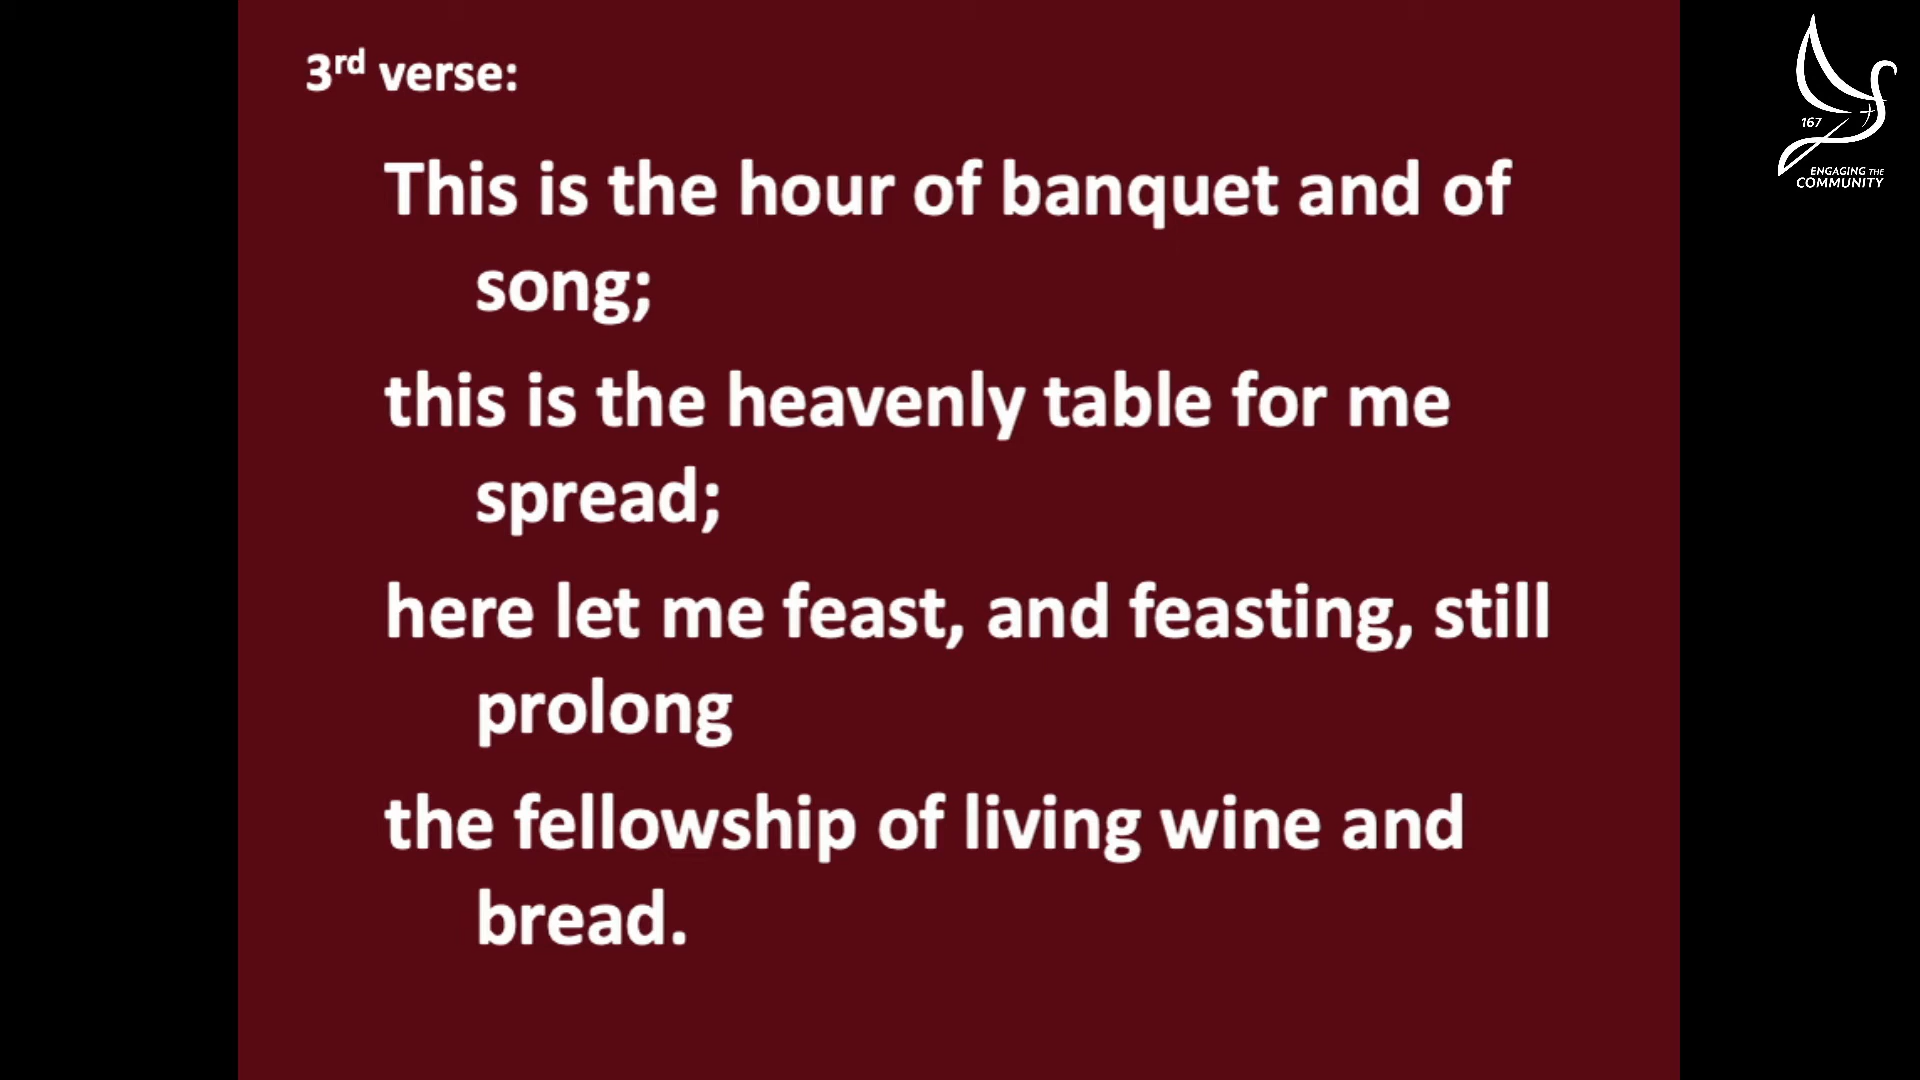 3rd verse:
This is the hour of banquet and of
song;
this is the heavenly table for me
spread;
here let me feast, and feasting, still
prolong
the fellowship of living wine and
bread.
167
ENGAGING THE
COMMUNITY